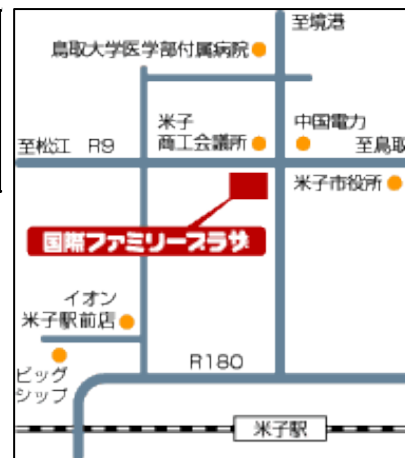 至境港
鳥取大学医学部付属病院
米子
商工会議所
中国電力
至松江 R9
至鳥取
米子市役所
国際ファミリープラザ
イオン
米子駅前店
R180
ビッグ
シップ
米子駅